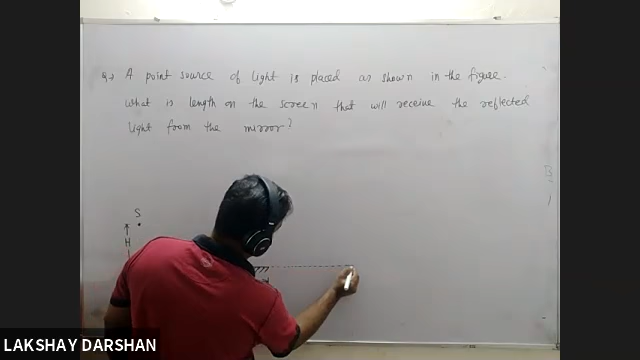 Q→ A point source of light is placed as shown in the figure.
What is length on the screen that will receive the reflected
light from the mirror?
S
H
LAKSHAY DARSHAN